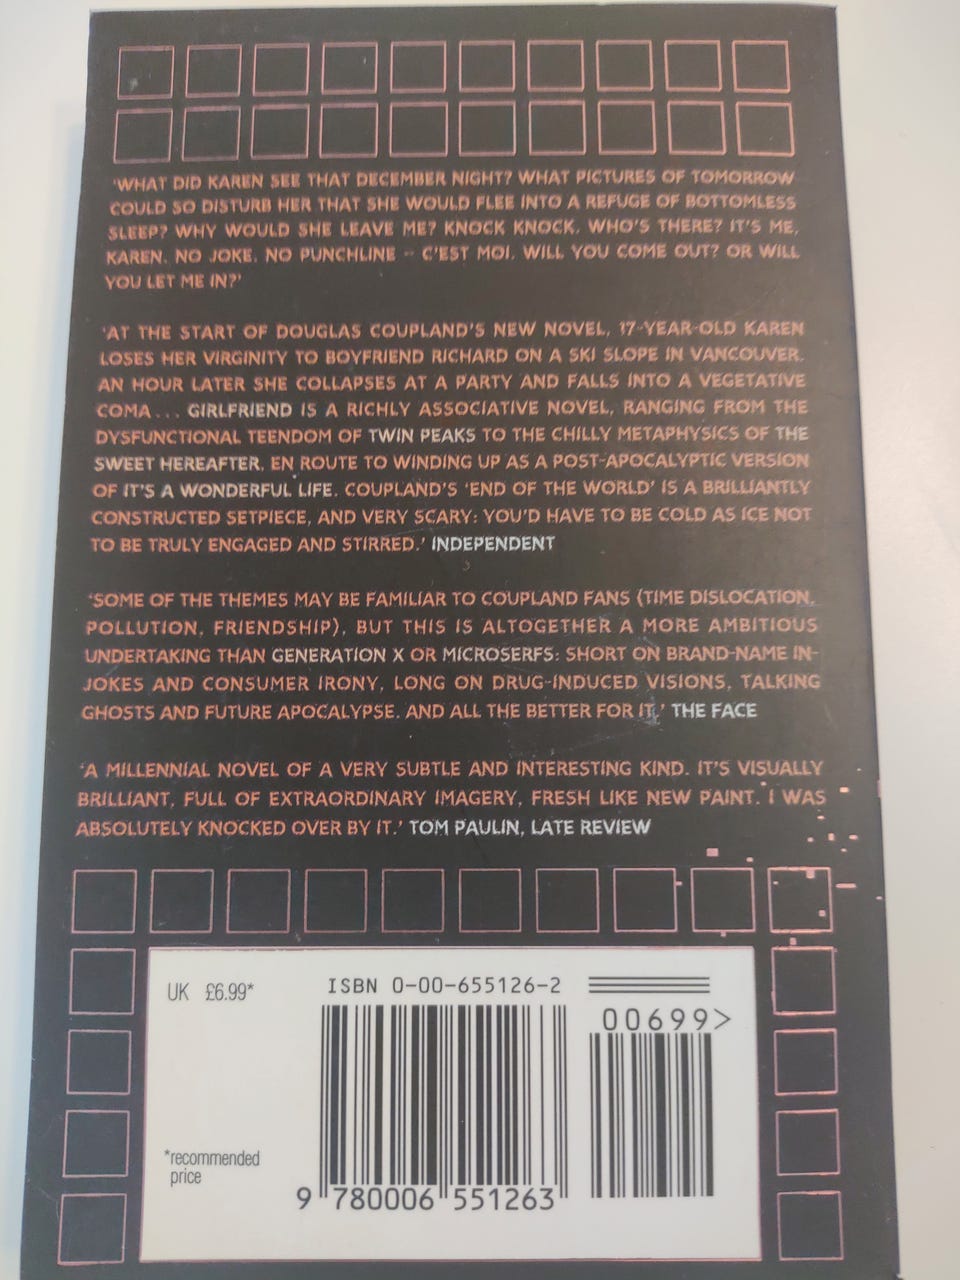 'WHAT DID KAREN SEE THAT DECEMBER NIGHT? WHAT PICTURES OF TOMORROW
COULD SO DISTURB HER THAT SHE WOULD FLEE INTO A REFUGE OF BOTTOMLESS
SLEEP? WHY WOULD SHE LEAVE ME? KNOCK KNOCK. WHO'S THERE? IT'S ME,
KAREN. NO JOKE. NO PUNCHLINE – C'EST MOI. WILL YOU COME OUT? OR WILL
YOU LET ME IN?'
'AT THE START OF DOUGLAS COUPLAND'S NEW NOVEL, 17-YEAR-OLD KAREN
LOSES HER VIRGINITY TO BOYFRIEND RICHARD ON A SKI SLOPE IN VANCOUVER.
AN HOUR LATER SHE COLLAPSES AT A PARTY AND FALLS INTO A VEGETATIVE
COMA... GIRLFRIEND IS A RICHLY ASSOCIATIVE NOVEL, RANGING FROM THE
DYSFUNCTIONAL TEENDOM OF TWIN PEAKS TO THE CHILLY METAPHYSICS OF THE
SWEET HEREAFTER, EN ROUTE TO WINDING UP AS A POST-APOCALYPTIC VERSION
OF IT'S A WONDERFUL LIFE. COUPLAND'S 'END OF THE WORLD' IS A BRILLIANTLY
CONSTRUCTED SETPIECE, AND VERY SCARY: YOU'D HAVE TO BE COLD AS ICE NOT
TO BE TRULY ENGAGED AND STIRRED.' INDEPENDENT
'SOME OF THE THEMES MAY BE FAMILIAR TO COUPLAND FANS (TIME DISLOCATION,
POLLUTION, FRIENDSHIP), BUT THIS IS ALTOGETHER A MORE AMBITIOUS
UNDERTAKING THAN GENERATION X OR MICROSERFS: SHORT ON BRAND-NAME IN-
JOKES AND CONSUMER IRONY, LONG ON DRUG-INDUCED VISIONS, TALKING
GHOSTS AND FUTURE APOCALYPSE. AND ALL THE BETTER FOR IT.' THE FACE
'A MILLENNIAL NOVEL OF A VERY SUBTLE AND INTERESTING KIND. IT'S VISUALLY
BRILLIANT, FULL OF EXTRAORDINARY IMAGERY, FRESH LIKE NEW PAINT. I WAS
ABSOLUTELY KNOCKED OVER BY IT.' TOM PAULIN, LATE REVIEW
UK £6.99*
ISBN 0-00-655126-2
00699>
*recommended
price
9 780006 551263